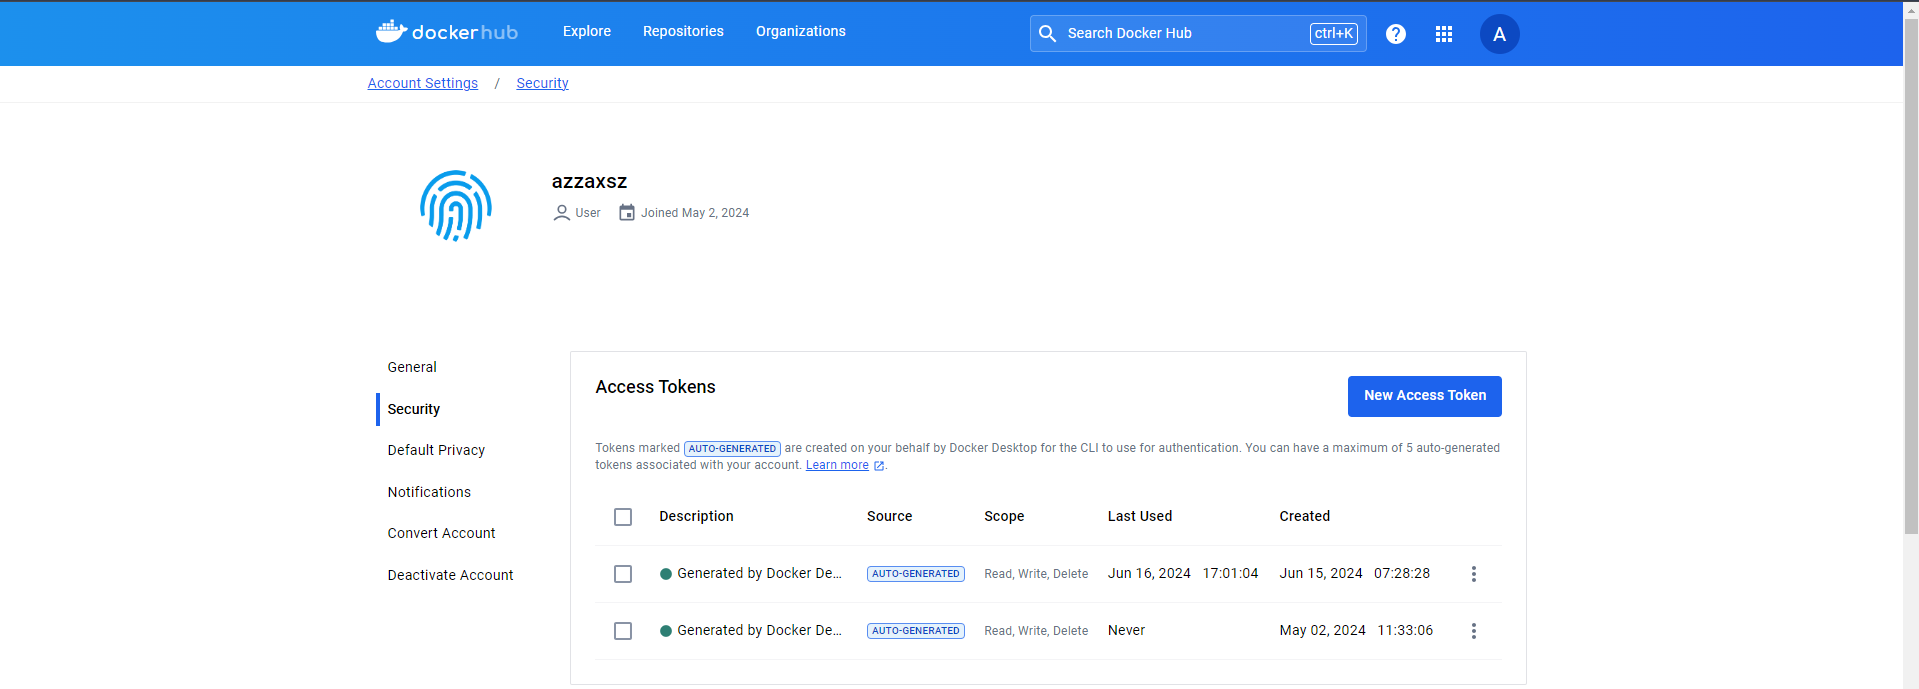 dockerhub Explore Repositories Organizations Search Docker Hub ctrl+K ? A
Account Settings / Security
azzaxsz
User Joined May 2, 2024
General
Security
Default Privacy
Notifications
Convert Account
Deactivate Account
Access Tokens
New Access Token
Tokens marked AUTO-GENERATED are created on your behalf by Docker Desktop for the CLI to use for authentication. You can have a maximum of 5 auto-generated
tokens associated with your account. Learn more .
Description Source Scope Last Used Created
Generated by Docker De... AUTO-GENERATED Read, Write, Delete Jun 16, 2024 17:01:04 Jun 15, 2024 07:28:28
Generated by Docker De... AUTO-GENERATED Read, Write, Delete Never May 02, 2024 11:33:06